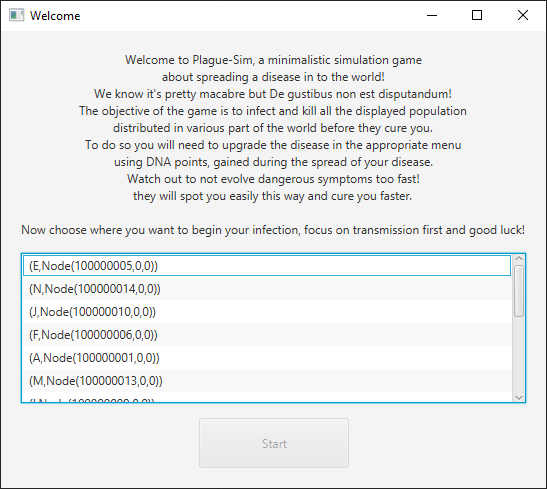 Welcome
Welcome to Plague-Sim, a minimalistic simulation game
about spreading a disease in to the world!
We know it's pretty macabre but De gustibus non est disputandum!
The objective of the game is to infect and kill all the displayed population
distributed in various part of the world before they cure you.
To do so you will need to upgrade the disease in the appropriate menu
using DNA points, gained during the spread of your disease.
Watch out to not evolve dangerous symptoms too fast!
they will spot you easily this way and cure you faster.
Now choose where you want to begin your infection, focus on transmission first and good luck!
(E,Node(100000005,0,0))
(N,Node(100000014,0,0))
(J,Node(100000010,0,0))
(F,Node(100000006,0,0))
(A,Node(100000001,0,0))
(M,Node(100000013,0,0))
Start